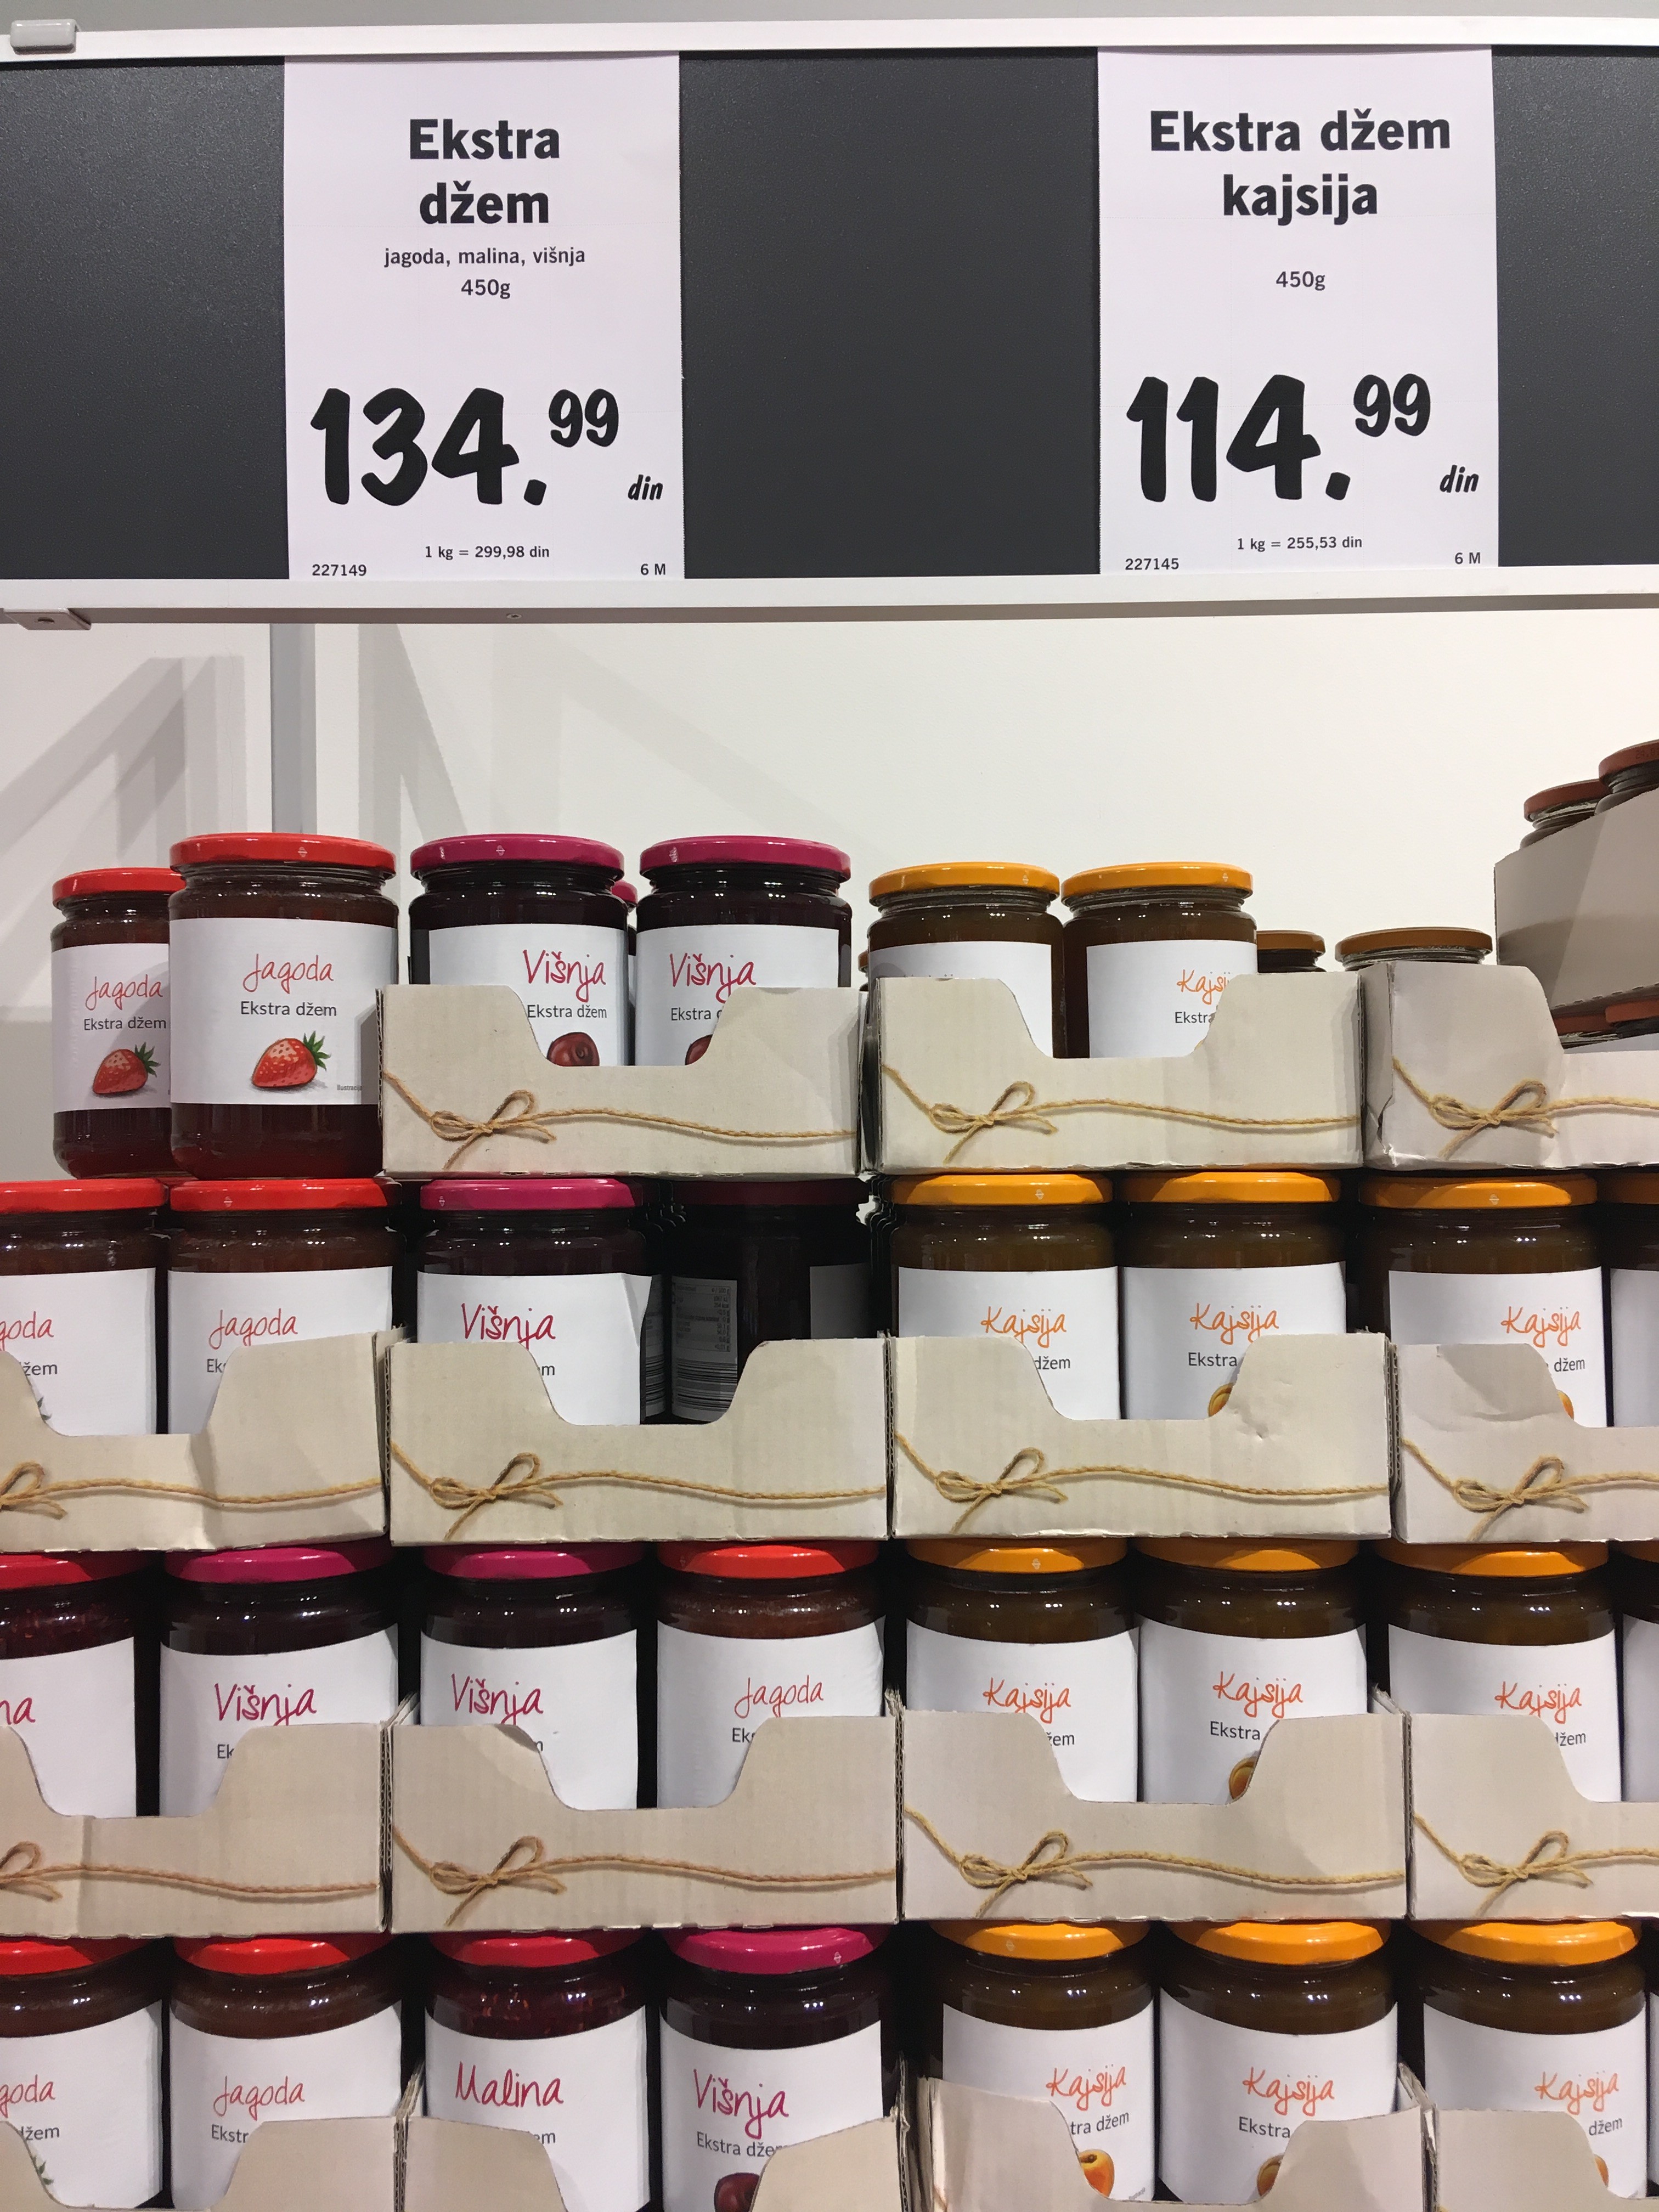 Ekstra
džem
jagoda, malina, višnja
450g
134.99
din
1 kg = 299,98 din
227149
6 M
Ekstra džem
kajsija
450g
114.99
din
1 kg = 255,53 din
227145
6 M
Jagoda
Ekstra džem
Jagoda
Ekstra džem
Višnja
Ekstra džem
Višnja
Ekstra
Jagoda
Višnja
Kajsija
džem
Kajsija
Ekstra
Kajsija
džem
Višnja
Višnja
Jagoda
Kajsija
Kajsija
Ekstra
Kajsija
Jagoda
Malina
Višnja
Ekstra
Kajsija
džem
Kajsija
Ekstra
Kajsija
džem